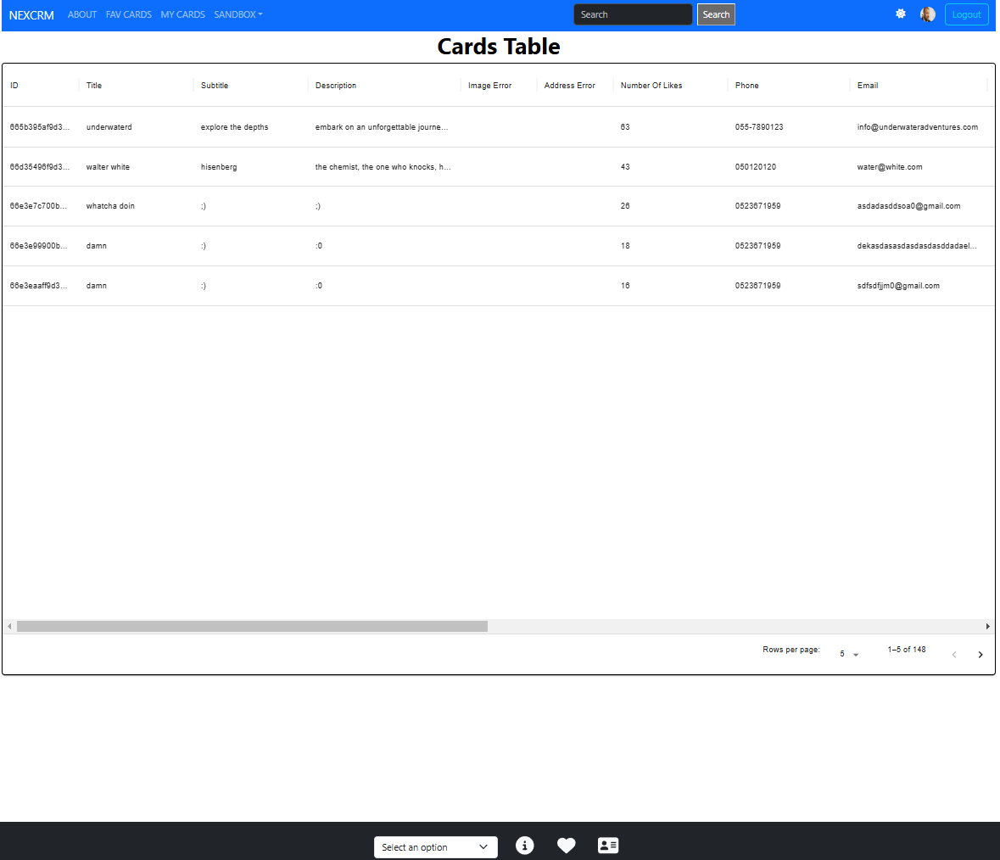 NEXCRM ABOUT FAV CARDS MY CARDS SANDBOX Search Search Logout
Cards Table
ID Title Subtitle Description Image Error Address Error Number Of Likes Phone Email
665b395af9d3... underwaterd explore the depths embark on an unforgettable journe... 63 055-7890123 info@underwateradventures.com
66d35496f9d3... walter white hisenberg the chemist, the one who knocks, h... 43 050120120 water@white.com
66e3e7c700b... whatcha doin ;) ;) 26 0523671959 asdadasddsoa0@gmail.com
66e3e99900b... damn :) :0 18 0523671959 dekasdasasdasdasdasddadael...
66e3eaaff9d3... damn :) :0 16 0523671959 sdfsdfjjm0@gmail.com
Rows per page: 5 1–5 of 148
Select an option